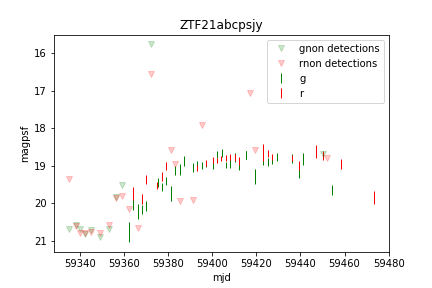 ZTF21abcpsjy
gnon detections
rnon detections
g
r
magpsf
16
17
18
19
20
21
59340 59360 59380 59400 59420 59440 59460 59480
mjd